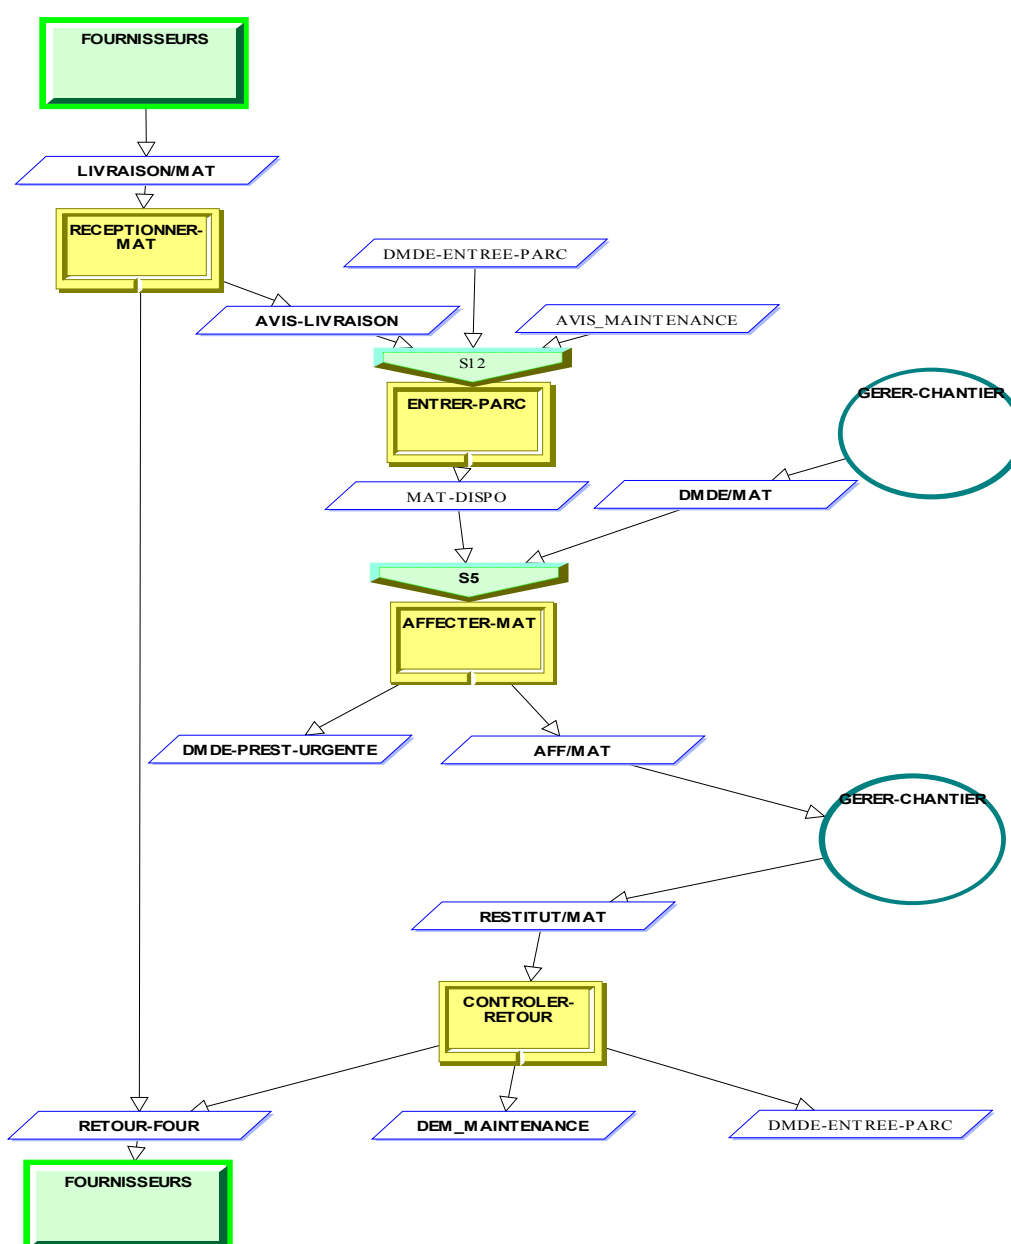 FOURNISSEURS
LIVRAISON/MAT
RECEPTIONNER-
MAT
DMDE-ENTREE-PARC
AVIS-LIVRAISON
AVIS_MAINTENANCE
S12
ENTRER-PARC
GERER-CHANTIER
MAT-DISPO
DMDE/MAT
S5
AFFECTER-MAT
DMDE-PREST-URGENTE
AFF/MAT
GERER-CHANTIER
RESTITUT/MAT
CONTROLER-
RETOUR
RETOUR-FOUR
DEM_MAINTENANCE
DMDE-ENTREE-PARC
FOURNISSEURS